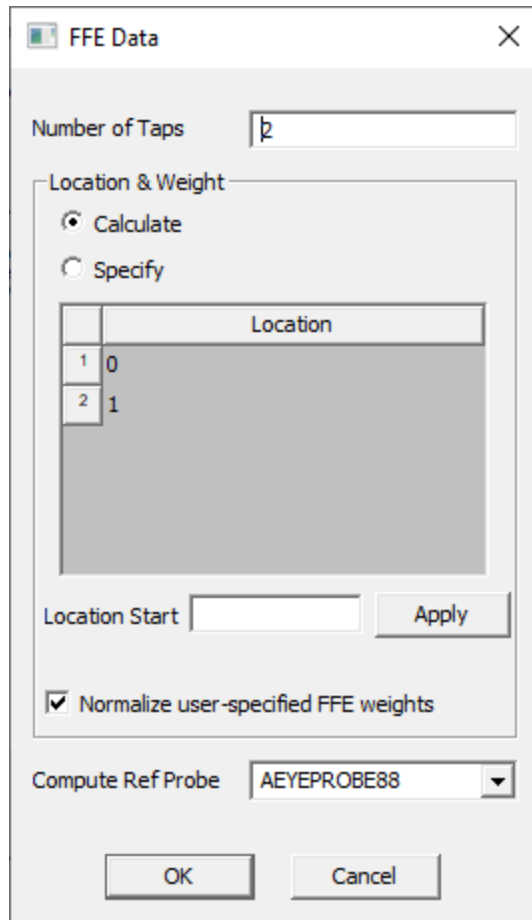 FFE Data
Number of Taps 2
Location & Weight
Calculate
Specify
Location
1 0
2 1
Location Start Apply
Normalize user-specified FFE weights
Compute Ref Probe AEYEPROBE88
OK Cancel